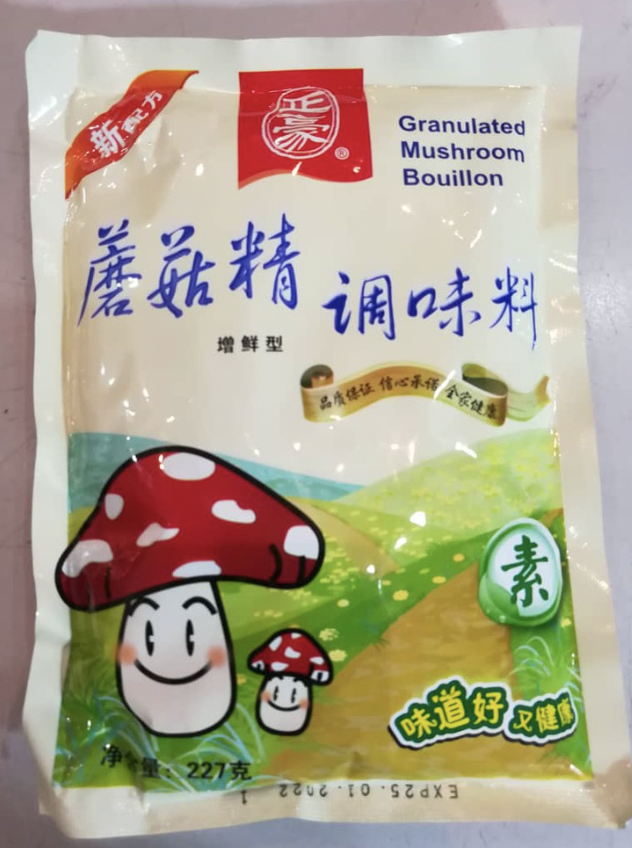 新配方
正豪
®
Granulated
Mushroom
Bouillon
蘑菇精
调味料
增鲜型
品质保证 信心承诺 全家健康
素
味道好 又健康
净含量：227克
EXP25.01.2022 1